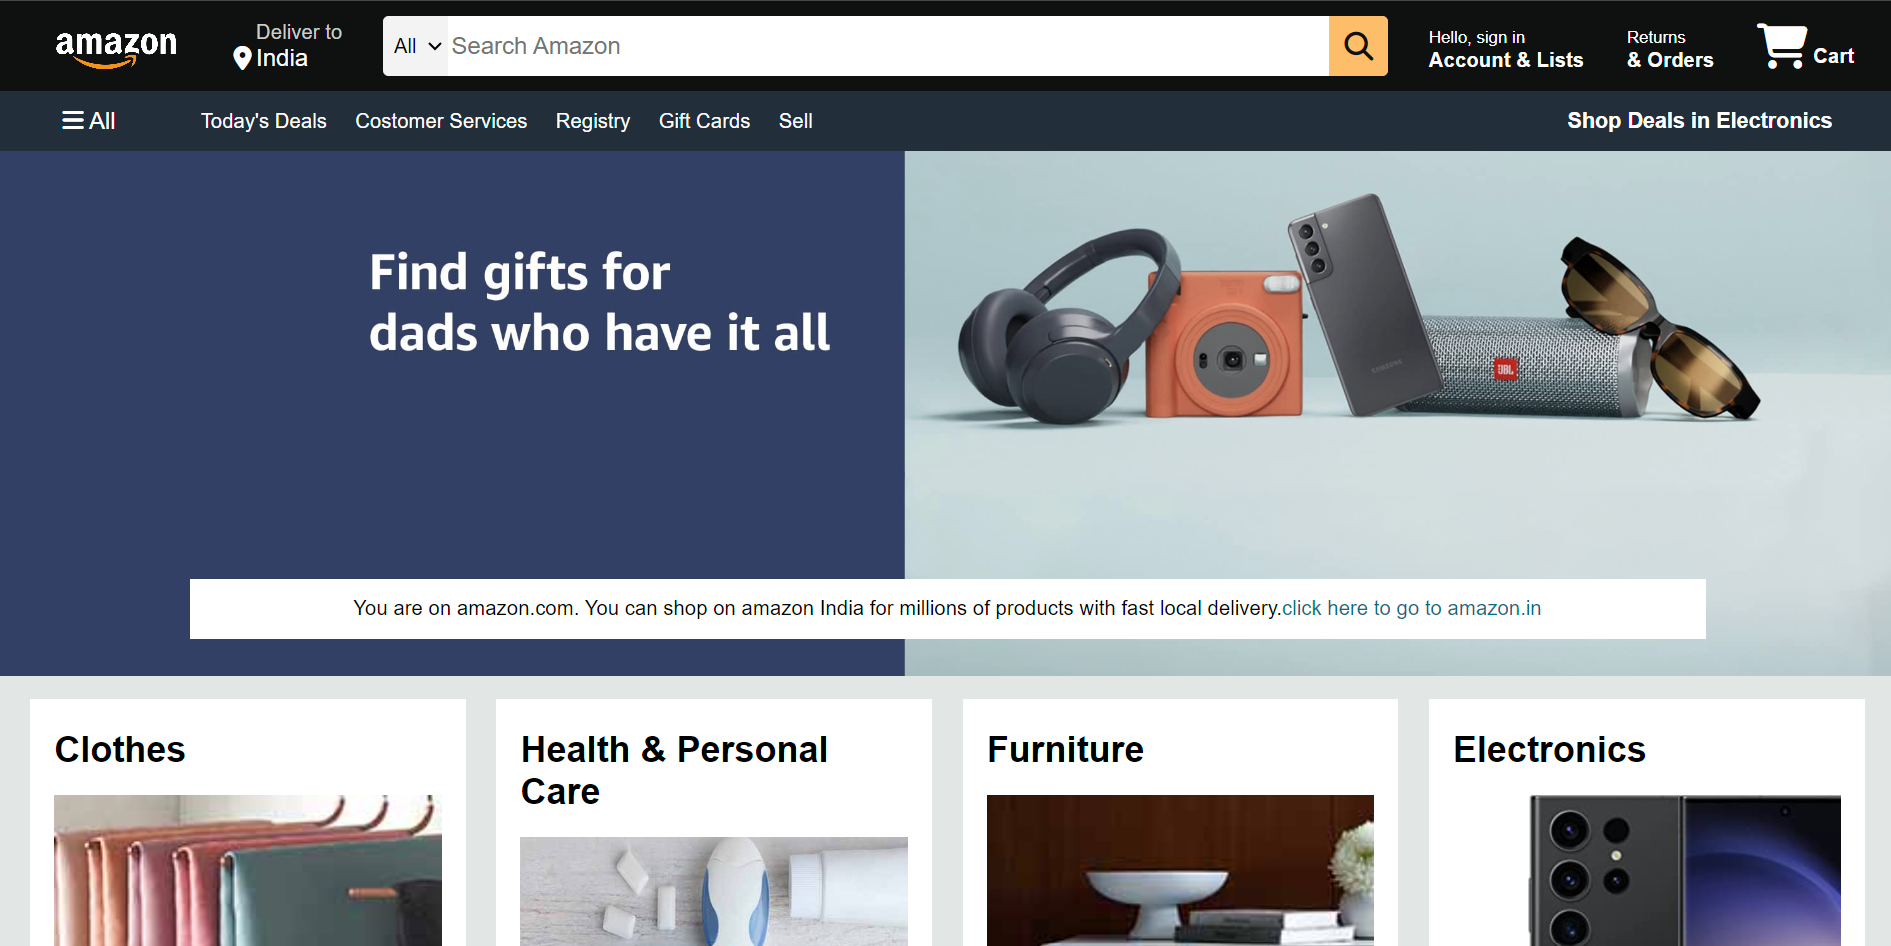 amazon
Deliver to
India
All
Search Amazon
Hello, sign in
Account & Lists
Returns
& Orders
Cart
All
Today's Deals
Costomer Services
Registry
Gift Cards
Sell
Shop Deals in Electronics
Find gifts for
dads who have it all
SAMSUNG
JBL
You are on amazon.com. You can shop on amazon India for millions of products with fast local delivery.click here to go to amazon.in
Clothes
Health & Personal
Care
Furniture
Electronics